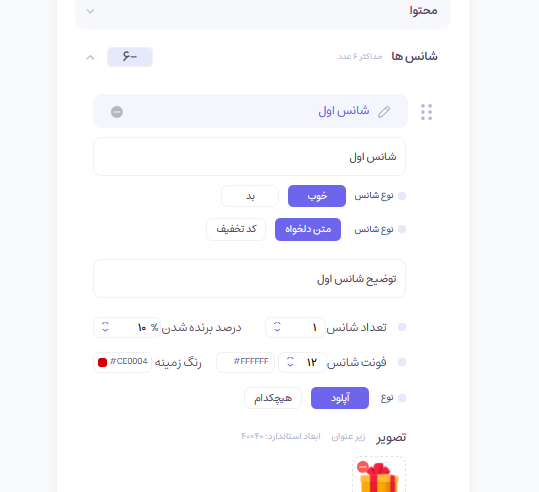 محتوا
شانس ها حداکثر ۶ عدد ۶-
شانس اول
شانس اول
نوع شانس خوب بد
نوع شانس متن دلخواه کد تخفیف
توضیح شانس اول
تعداد شانس ۱ درصد برنده شدن % ۱۰
فونت شانس ۱۲ #FFFFFF رنگ زمینه #CE0004
نوع آپلود هیچکدام
تصویر زیر عنوان ابعاد استاندارد: ۴۰×۴۰